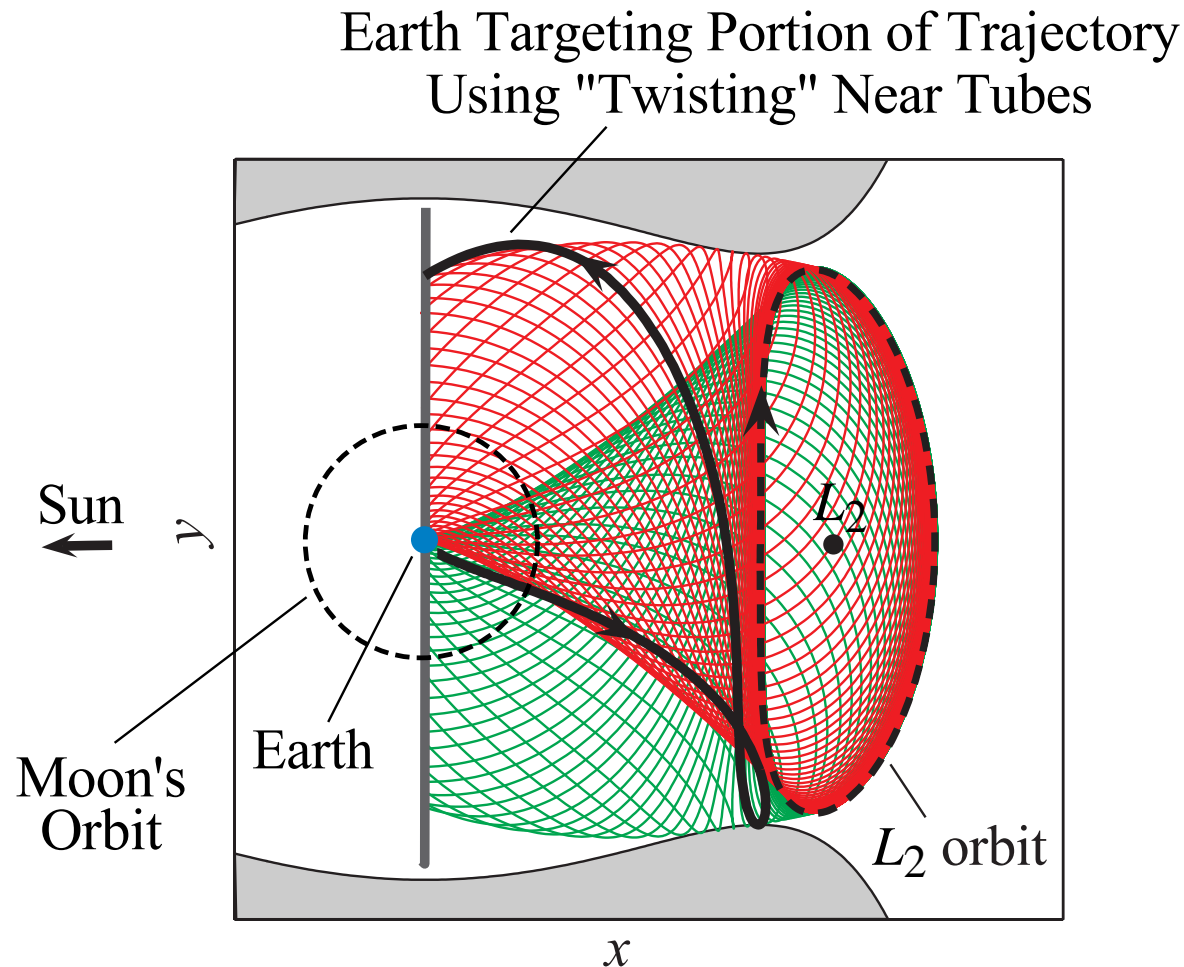 Earth Targeting Portion of Trajectory
Using "Twisting" Near Tubes
Sun
y
L2
Earth
Moon's
Orbit
L2 orbit
x